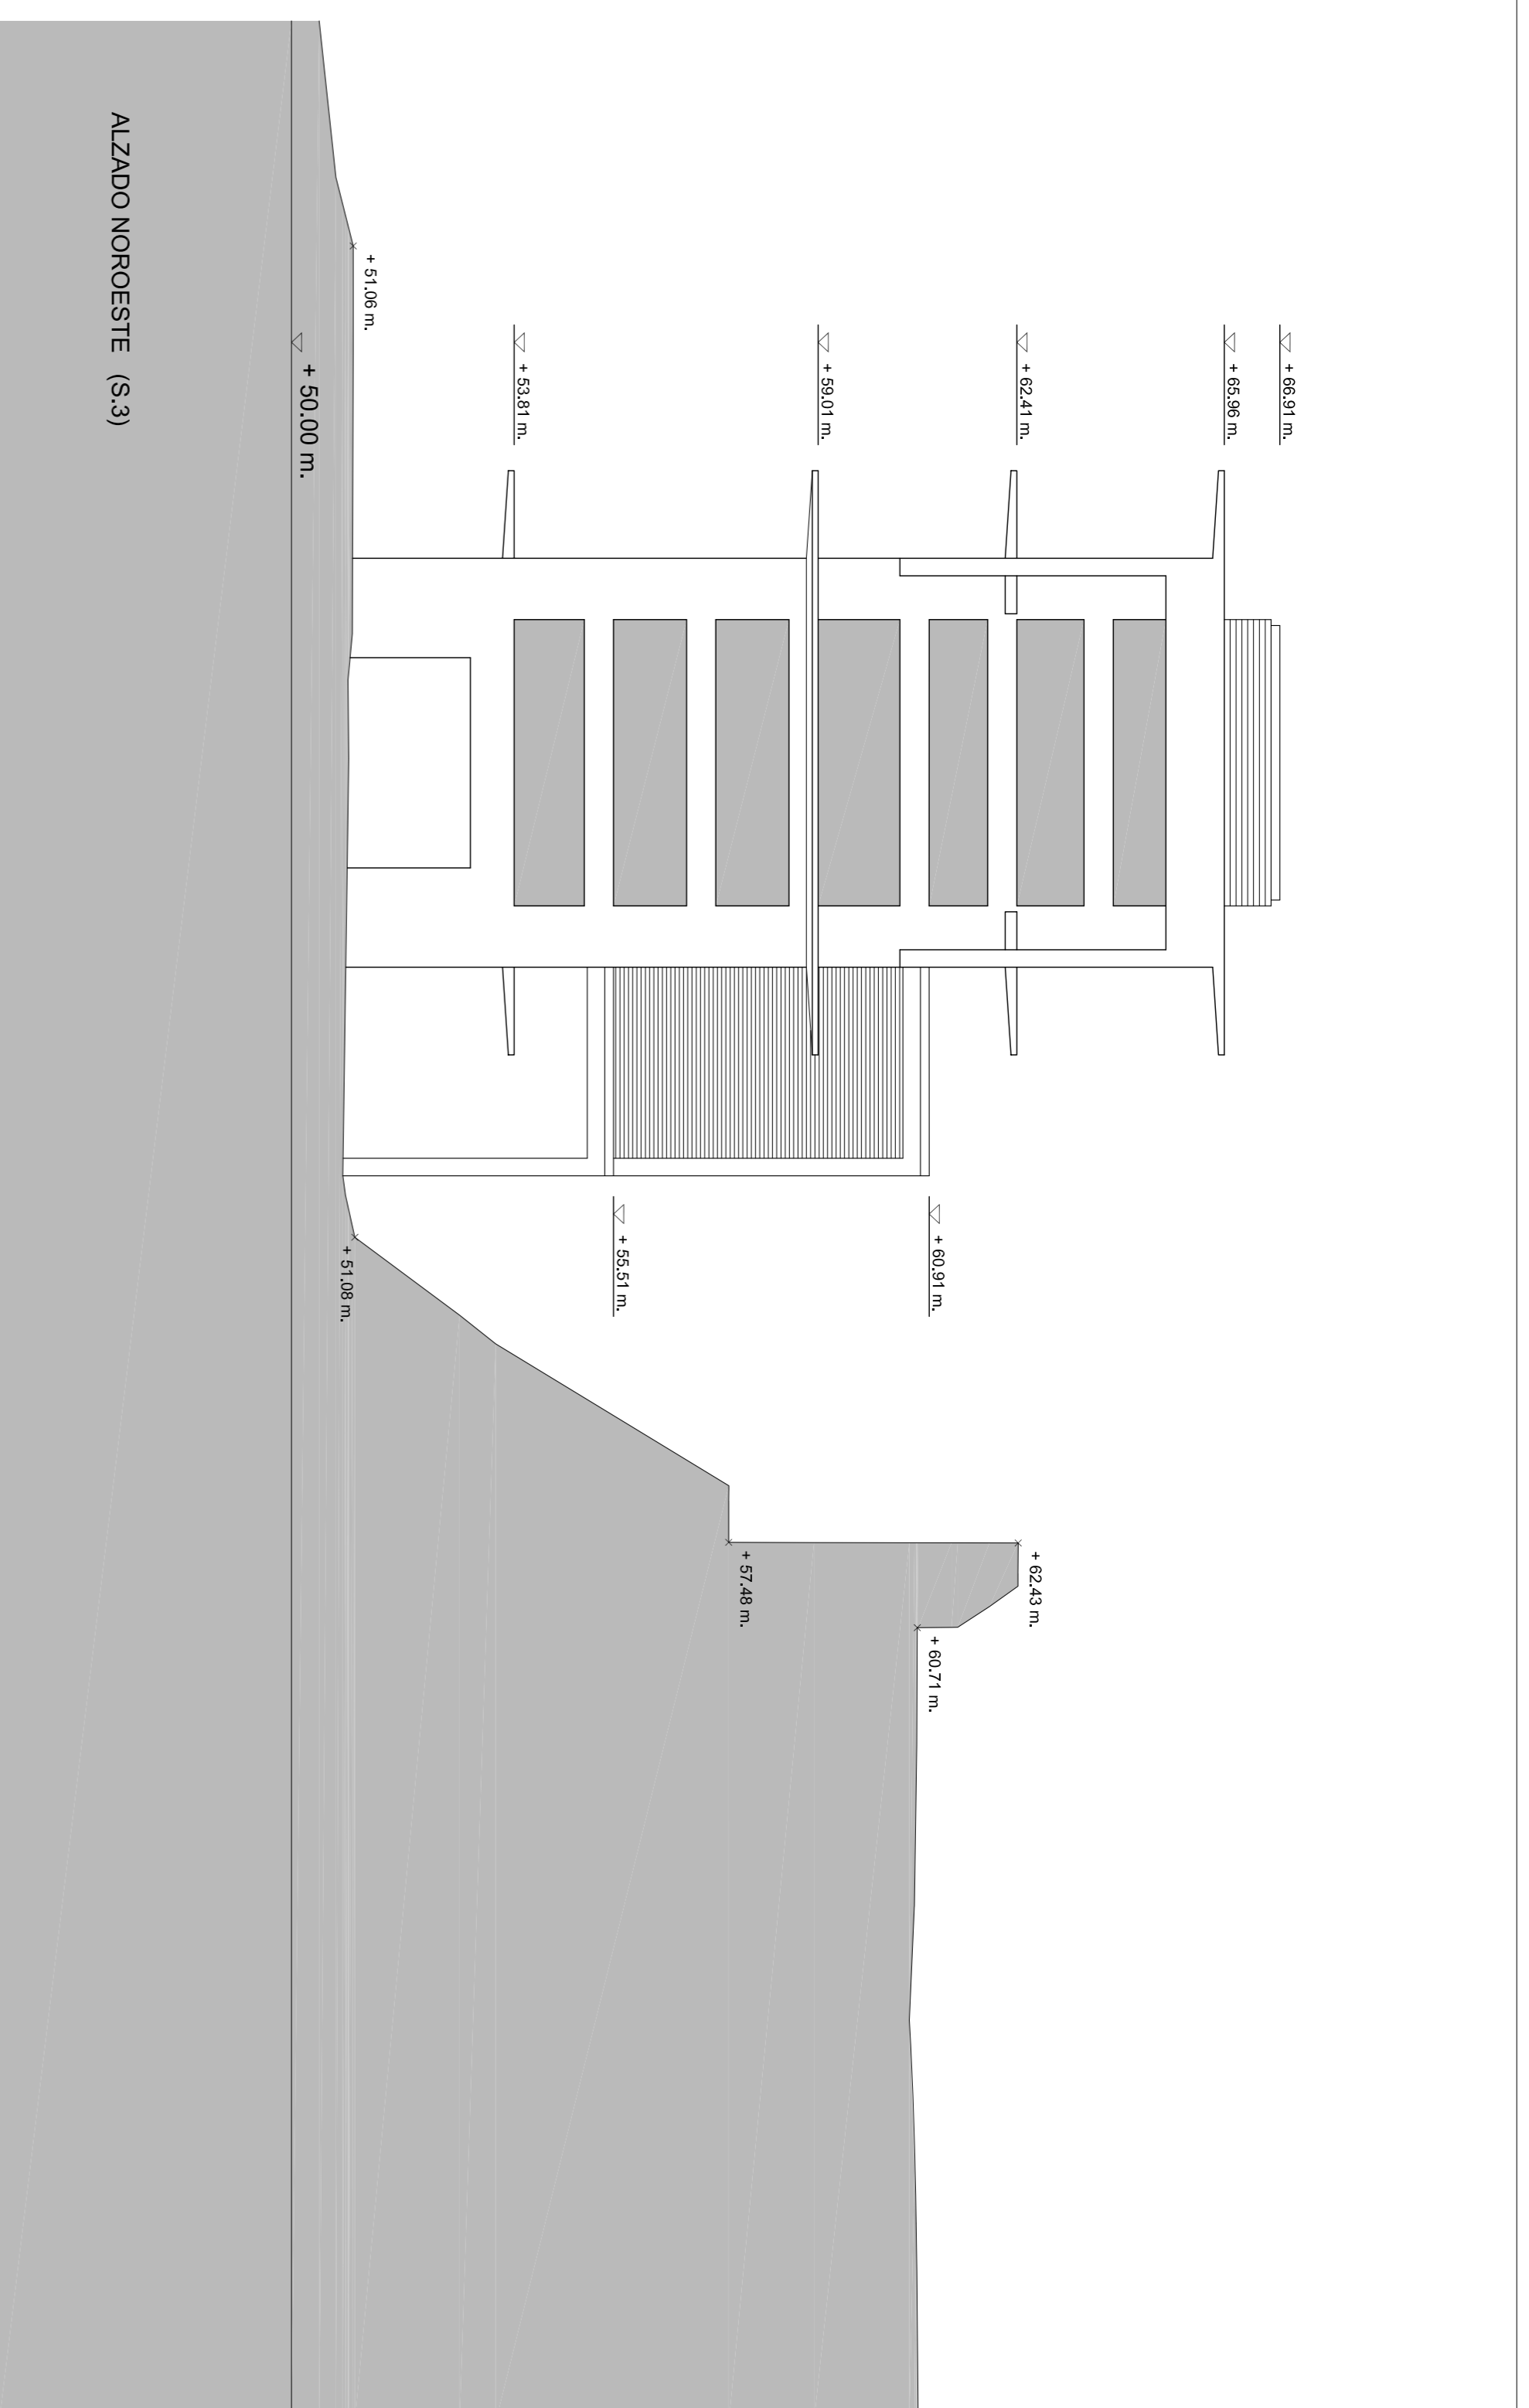 + 66.91 m.
+ 65.96 m.
+ 62.41 m.
+ 59.01 m.
+ 53.81 m.
+ 51.06 m.
+ 50.00 m.
+ 60.91 m.
+ 55.51 m.
+ 51.08 m.
+ 62.43 m.
+ 60.71 m.
+ 57.48 m.
ALZADO NOROESTE (S.3)